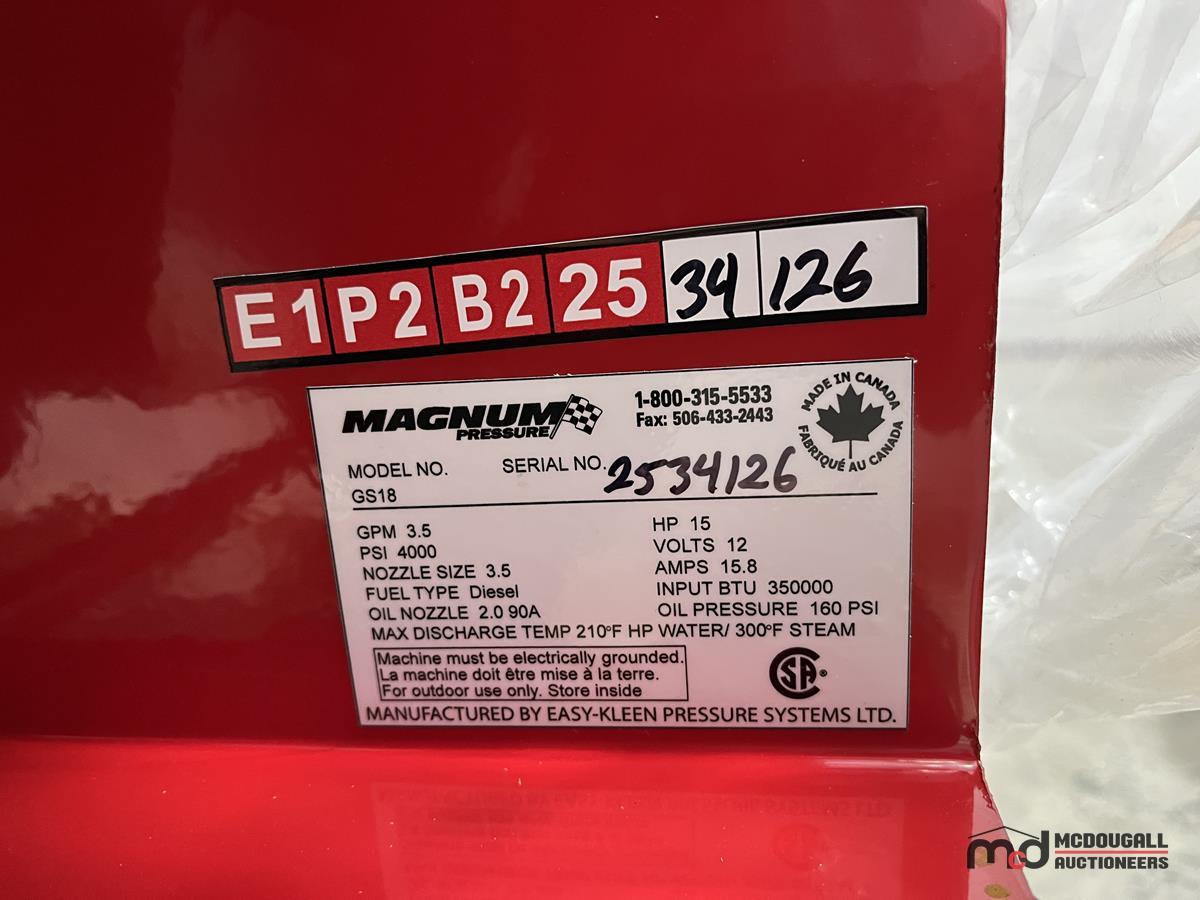 E1 P2 B2 25 34 126
MAGNUM
PRESSURE
1-800-315-5533
Fax: 506-433-2443
MADE IN CANADA
FABRIQUÉ AU CANADA
MODEL NO.
GS18
SERIAL NO. 2534126
GPM 3.5
PSI 4000
NOZZLE SIZE 3.5
FUEL TYPE Diesel
OIL NOZZLE 2.0 90A
HP 15
VOLTS 12
AMPS 15.8
INPUT BTU 350000
OIL PRESSURE 160 PSI
MAX DISCHARGE TEMP 210°F HP WATER/ 300°F STEAM
Machine must be electrically grounded.
La machine doit être mise à la terre.
For outdoor use only. Store inside
CSA®
MANUFACTURED BY EASY-KLEEN PRESSURE SYSTEMS LTD.
md MCDOUGALL
AUCTIONEERS